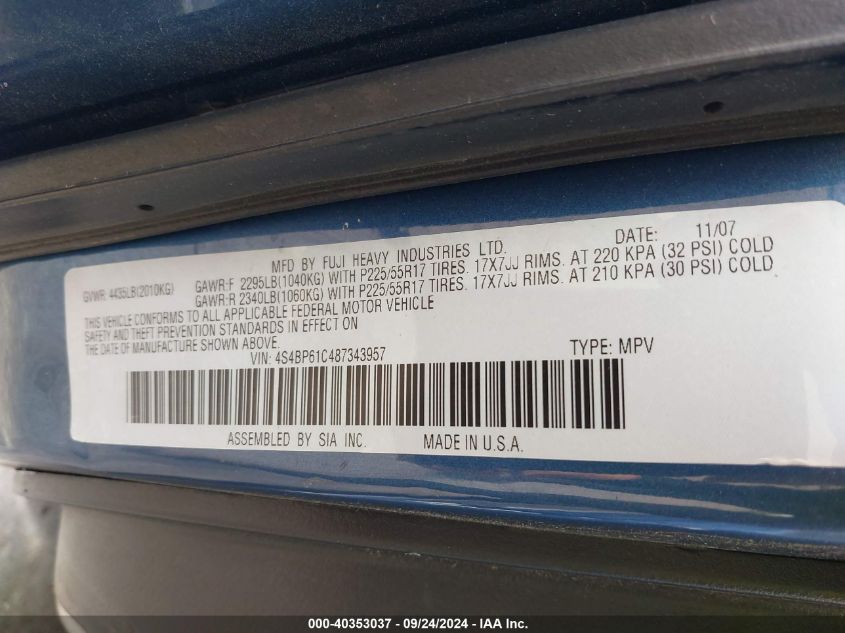 MFD BY FUJI HEAVY INDUSTRIES LTD. DATE: 11/07
GVWR: 4435LB(2010KG) GAWR:F 2295LB(1040KG) WITH P225/55R17 TIRES. 17X7JJ RIMS. AT 220 KPA (32 PSI) COLD
GAWR:R 2340LB(1060KG) WITH P225/55R17 TIRES. 17X7JJ RIMS. AT 210 KPA (30 PSI) COLD
THIS VEHICLE CONFORMS TO ALL APPLICABLE FEDERAL MOTOR VEHICLE
SAFETY AND THEFT PREVENTION STANDARDS IN EFFECT ON
THE DATE OF MANUFACTURE SHOWN ABOVE.
VIN: 4S4BP61C487343957 TYPE: MPV
ASSEMBLED BY SIA INC. MADE IN U.S.A.
000-40353037 - 09/24/2024 - IAA Inc.